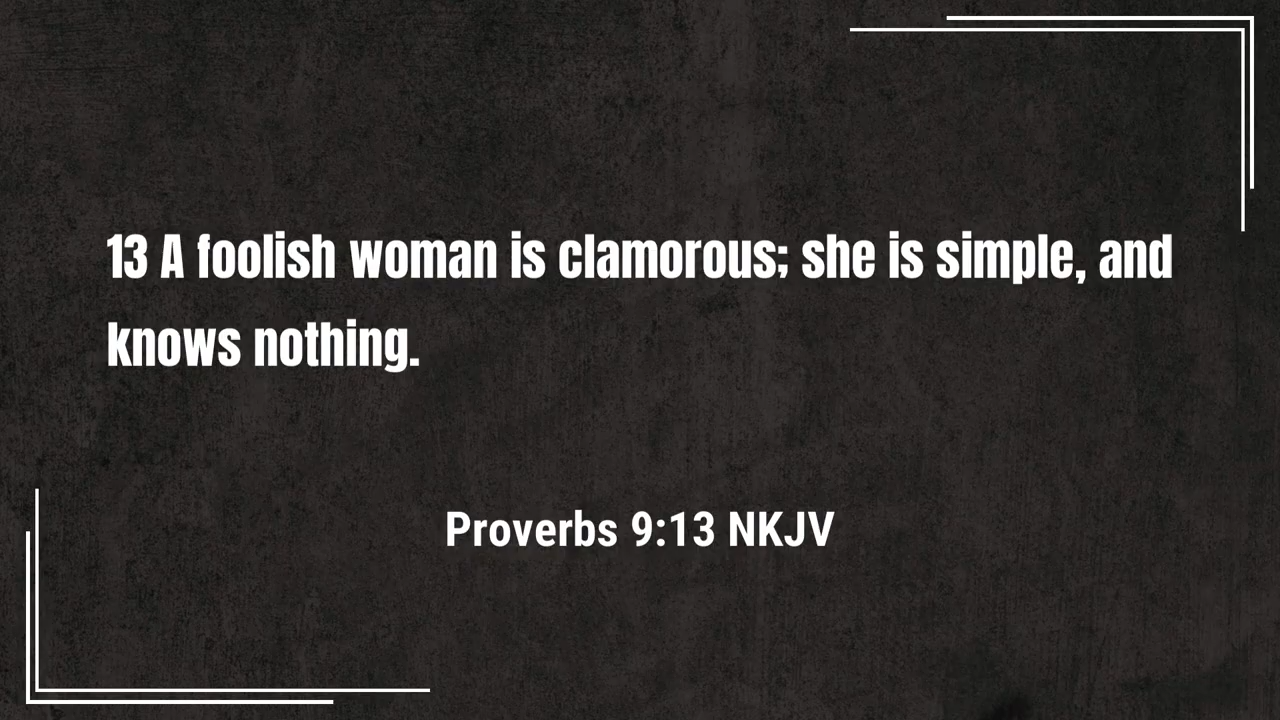 13 A foolish woman is clamorous; she is simple, and
knows nothing.
Proverbs 9:13 NKJV